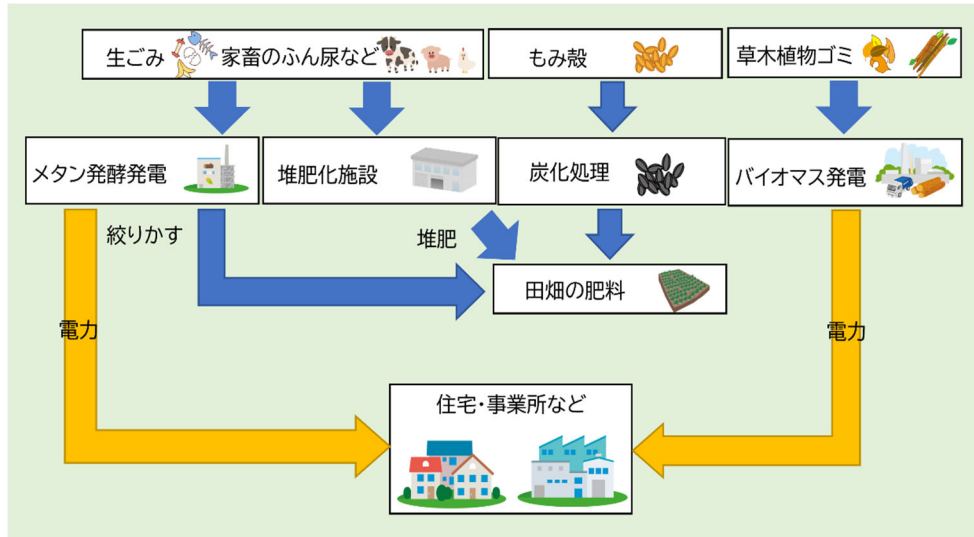 生ごみ
家畜のふん尿など
もみ殻
草木植物ゴミ
メタン発酵発電
堆肥化施設
炭化処理
バイオマス発電
絞りかす
堆肥
田畑の肥料
電力
電力
住宅・事業所など